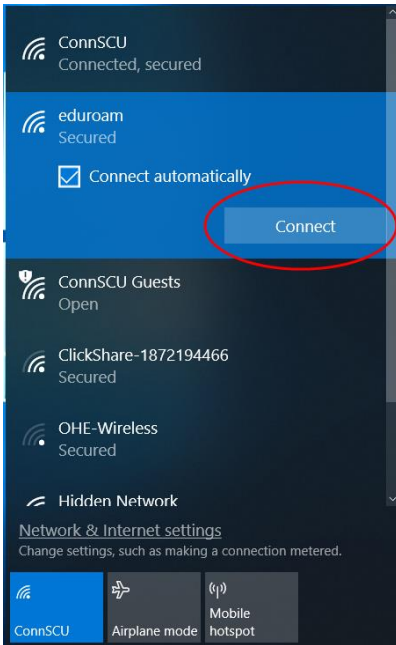 ConnSCU
Connected, secured
eduroam
Secured
Connect automatically
Connect
ConnSCU Guests
Open
ClickShare-1872194466
Secured
OHE-Wireless
Secured
Hidden Network
Network & Internet settings
Change settings, such as making a connection metered.
ConnSCU
Airplane mode
Mobile
hotspot